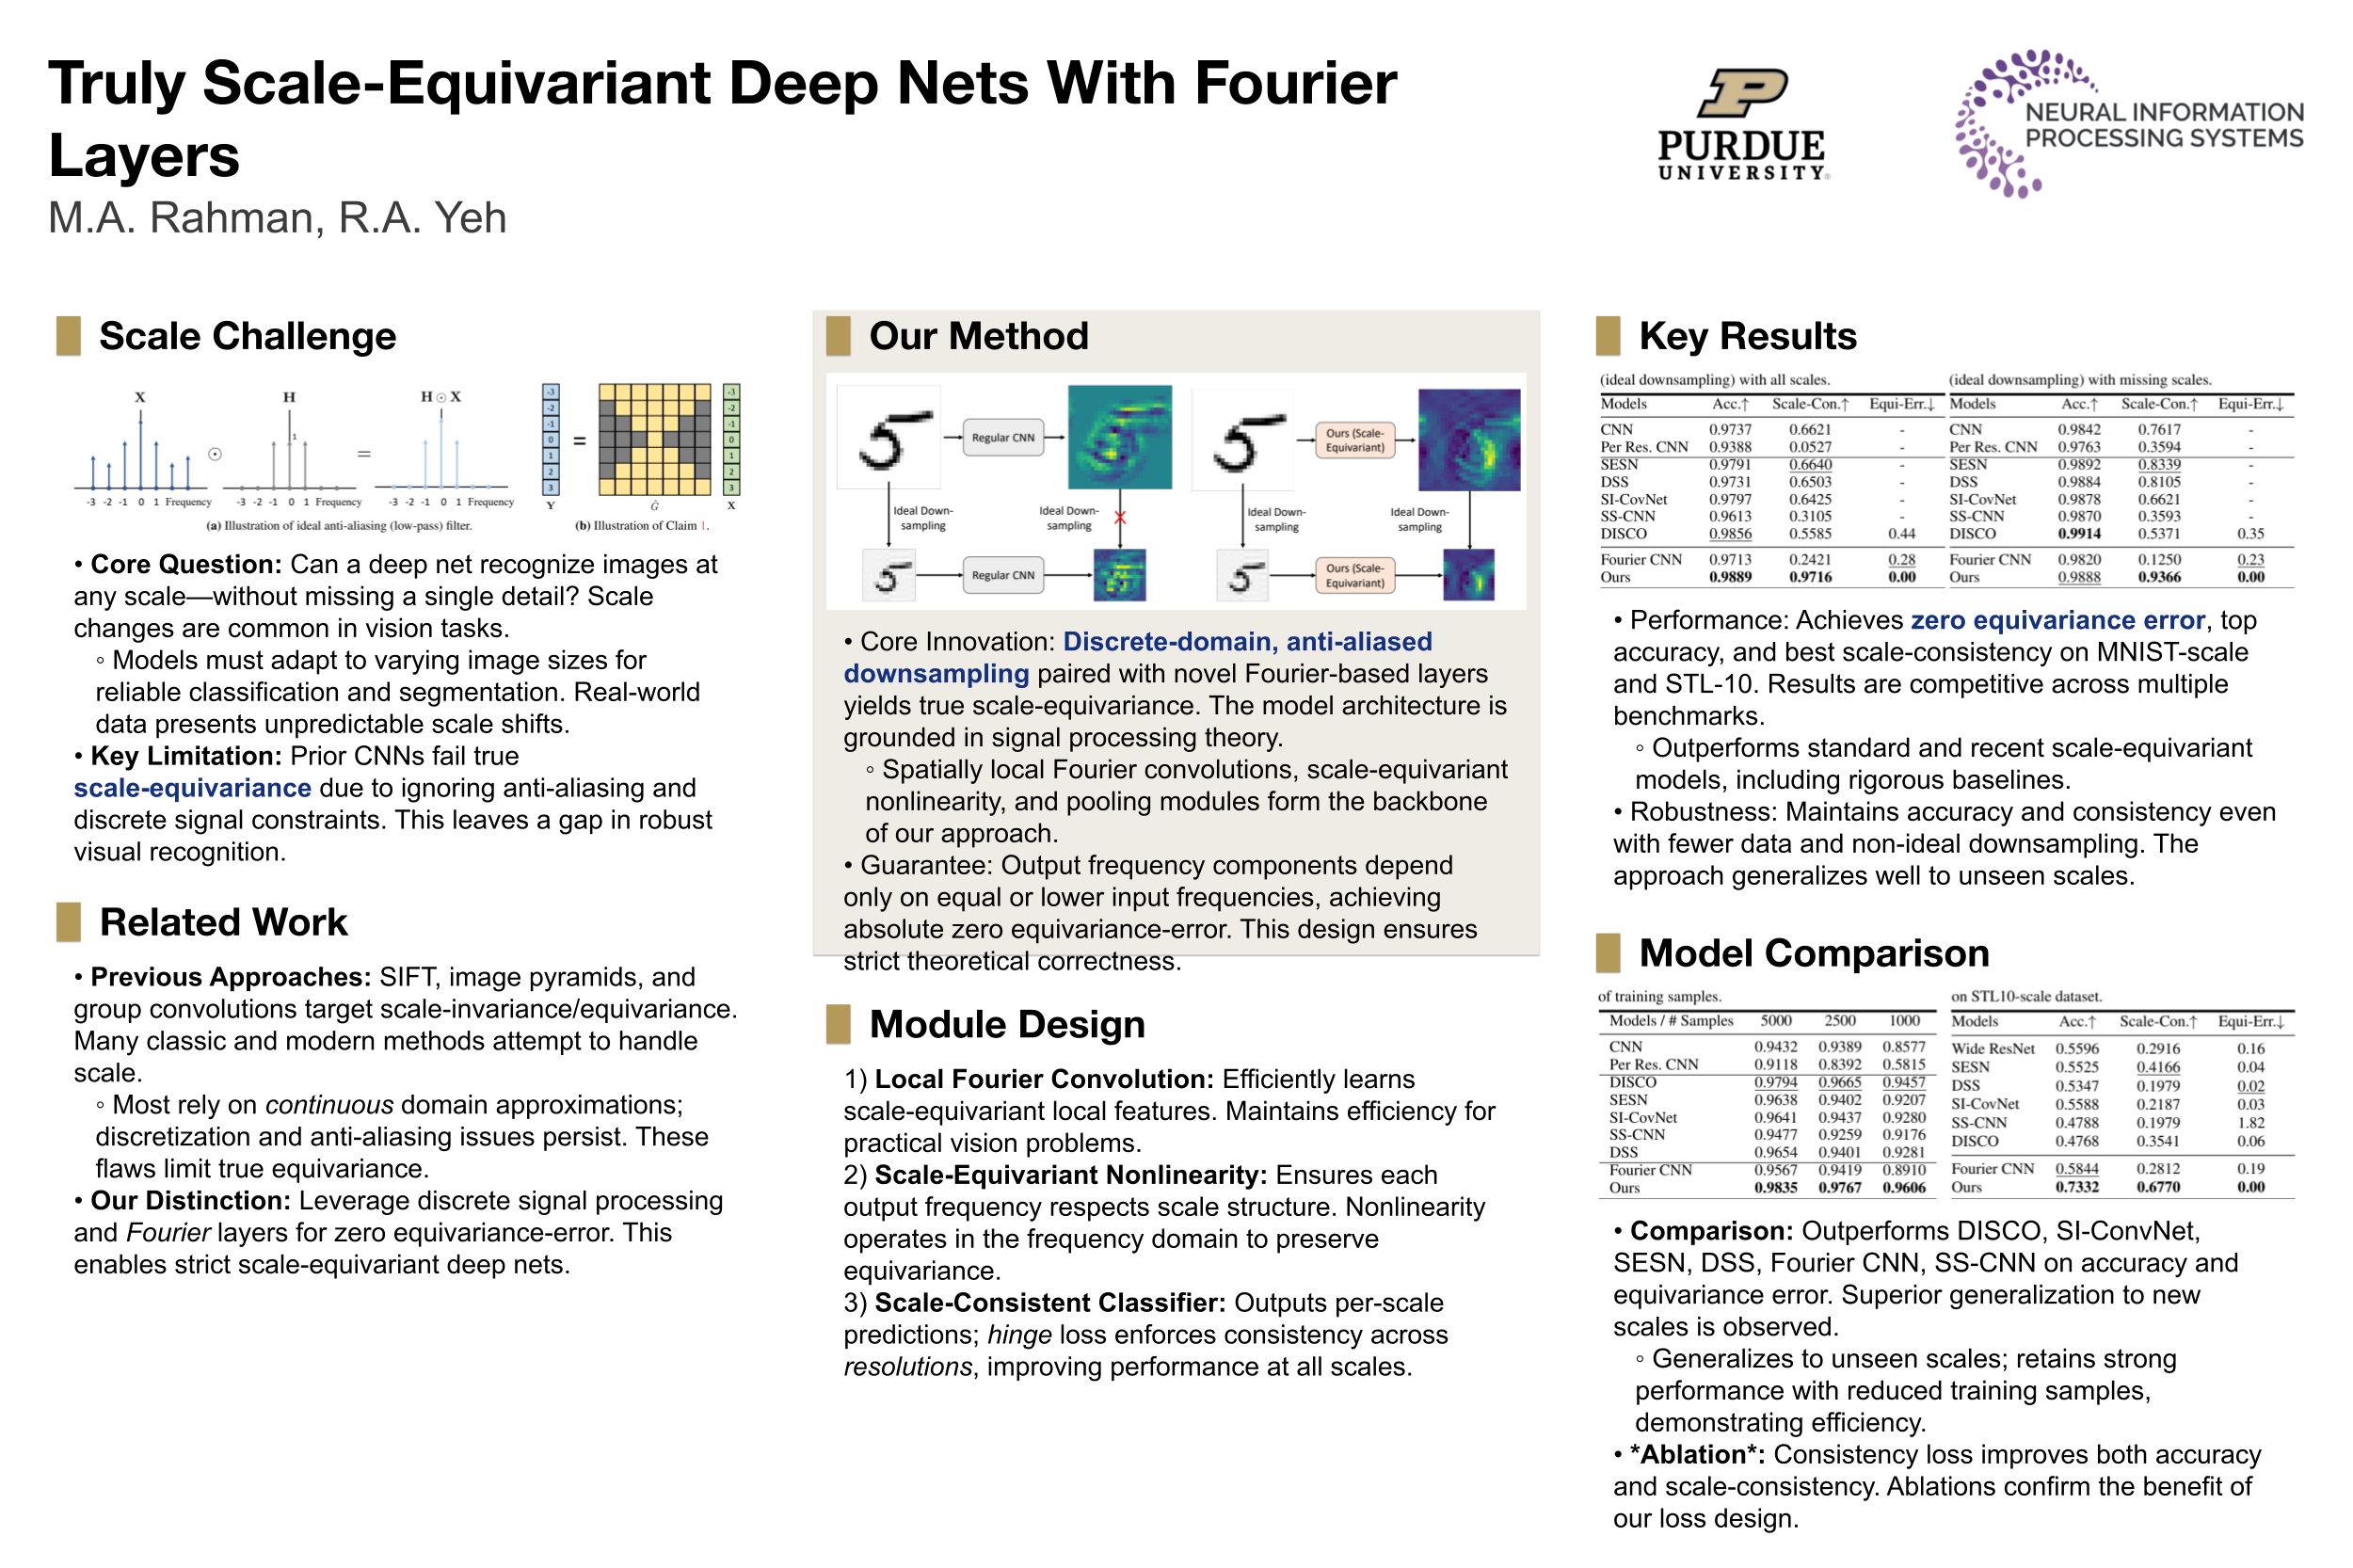 Truly Scale-Equivariant Deep Nets With Fourier
Layers
M.A. Rahman, R.A. Yeh
PURDUE
UNIVERSITY®
NEURAL INFORMATION
PROCESSING SYSTEMS
Scale Challenge
X
H
H ⊙ X
⊙
=
-3 -2 -1 0 1 Frequency
-3 -2 -1 0 1 Frequency
-3 -2 -1 0 1 Frequency
1
(a) Illustration of ideal anti-aliasing (low-pass) filter.
-3
-2
-1
0
1
2
3
Y
=
G
-3
-2
-1
0
1
2
3
X
(b) Illustration of Claim 1.
• Core Question: Can a deep net recognize images at
any scale—without missing a single detail? Scale
changes are common in vision tasks.
◦ Models must adapt to varying image sizes for
reliable classification and segmentation. Real-world
data presents unpredictable scale shifts.
• Key Limitation: Prior CNNs fail true
scale-equivariance due to ignoring anti-aliasing and
discrete signal constraints. This leaves a gap in robust
visual recognition.
Related Work
• Previous Approaches: SIFT, image pyramids, and
group convolutions target scale-invariance/equivariance.
Many classic and modern methods attempt to handle
scale.
◦ Most rely on continuous domain approximations;
discretization and anti-aliasing issues persist. These
flaws limit true equivariance.
• Our Distinction: Leverage discrete signal processing
and Fourier layers for zero equivariance-error. This
enables strict scale-equivariant deep nets.
Our Method
Regular CNN
Ideal Down-
sampling
Ideal Down-
sampling
Regular CNN
Ours (Scale-
Equivariant)
Ideal Down-
sampling
Ideal Down-
sampling
Ours (Scale-
Equivariant)
• Core Innovation: Discrete-domain, anti-aliased
downsampling paired with novel Fourier-based layers
yields true scale-equivariance. The model architecture is
grounded in signal processing theory.
◦ Spatially local Fourier convolutions, scale-equivariant
nonlinearity, and pooling modules form the backbone
of our approach.
• Guarantee: Output frequency components depend
only on equal or lower input frequencies, achieving
absolute zero equivariance-error. This design ensures
strict theoretical correctness.
Module Design
1) Local Fourier Convolution: Efficiently learns
scale-equivariant local features. Maintains efficiency for
practical vision problems.
2) Scale-Equivariant Nonlinearity: Ensures each
output frequency respects scale structure. Nonlinearity
operates in the frequency domain to preserve
equivariance.
3) Scale-Consistent Classifier: Outputs per-scale
predictions; hinge loss enforces consistency across
resolutions, improving performance at all scales.
Key Results
(ideal downsampling) with all scales.
Models Acc.↑ Scale-Con.↑ Equi-Err.↓
CNN 0.9737 0.6621 -
Per Res. CNN 0.9388 0.0527 -
SESN 0.9791 0.6640 -
DSS 0.9731 0.6503 -
SI-CovNet 0.9797 0.6425 -
SS-CNN 0.9613 0.3105 -
DISCO 0.9856 0.5585 0.44
Fourier CNN 0.9713 0.2421 0.28
Ours 0.9889 0.9716 0.00
(ideal downsampling) with missing scales.
Models Acc.↑ Scale-Con.↑ Equi-Err.↓
CNN 0.9842 0.7617 -
Per Res. CNN 0.9763 0.3594 -
SESN 0.9892 0.8339 -
DSS 0.9884 0.8105 -
SI-CovNet 0.9878 0.6621 -
SS-CNN 0.9870 0.3593 -
DISCO 0.9914 0.5371 0.35
Fourier CNN 0.9820 0.1250 0.23
Ours 0.9888 0.9366 0.00
• Performance: Achieves zero equivariance error, top
accuracy, and best scale-consistency on MNIST-scale
and STL-10. Results are competitive across multiple
benchmarks.
◦ Outperforms standard and recent scale-equivariant
models, including rigorous baselines.
• Robustness: Maintains accuracy and consistency even
with fewer data and non-ideal downsampling. The
approach generalizes well to unseen scales.
Model Comparison
of training samples.
Models / # Samples 5000 2500 1000
CNN 0.9432 0.9389 0.8577
Per Res. CNN 0.9118 0.8392 0.5815
DISCO 0.9794 0.9665 0.9457
SESN 0.9638 0.9402 0.9207
SI-CovNet 0.9641 0.9437 0.9280
SS-CNN 0.9477 0.9259 0.9176
DSS 0.9654 0.9401 0.9281
Fourier CNN 0.9567 0.9419 0.8910
Ours 0.9835 0.9767 0.9606
on STL10-scale dataset.
Models Acc.↑ Scale-Con.↑ Equi-Err.↓
Wide ResNet 0.5596 0.2916 0.16
SESN 0.5525 0.4166 0.04
DSS 0.5347 0.1979 0.02
SI-CovNet 0.5588 0.2187 0.03
SS-CNN 0.4788 0.1979 1.82
DISCO 0.4768 0.3541 0.06
Fourier CNN 0.5844 0.2812 0.19
Ours 0.7332 0.6770 0.00
• Comparison: Outperforms DISCO, SI-ConvNet,
SESN, DSS, Fourier CNN, SS-CNN on accuracy and
equivariance error. Superior generalization to new
scales is observed.
◦ Generalizes to unseen scales; retains strong
performance with reduced training samples,
demonstrating efficiency.
• *Ablation*: Consistency loss improves both accuracy
and scale-consistency. Ablations confirm the benefit of
our loss design.